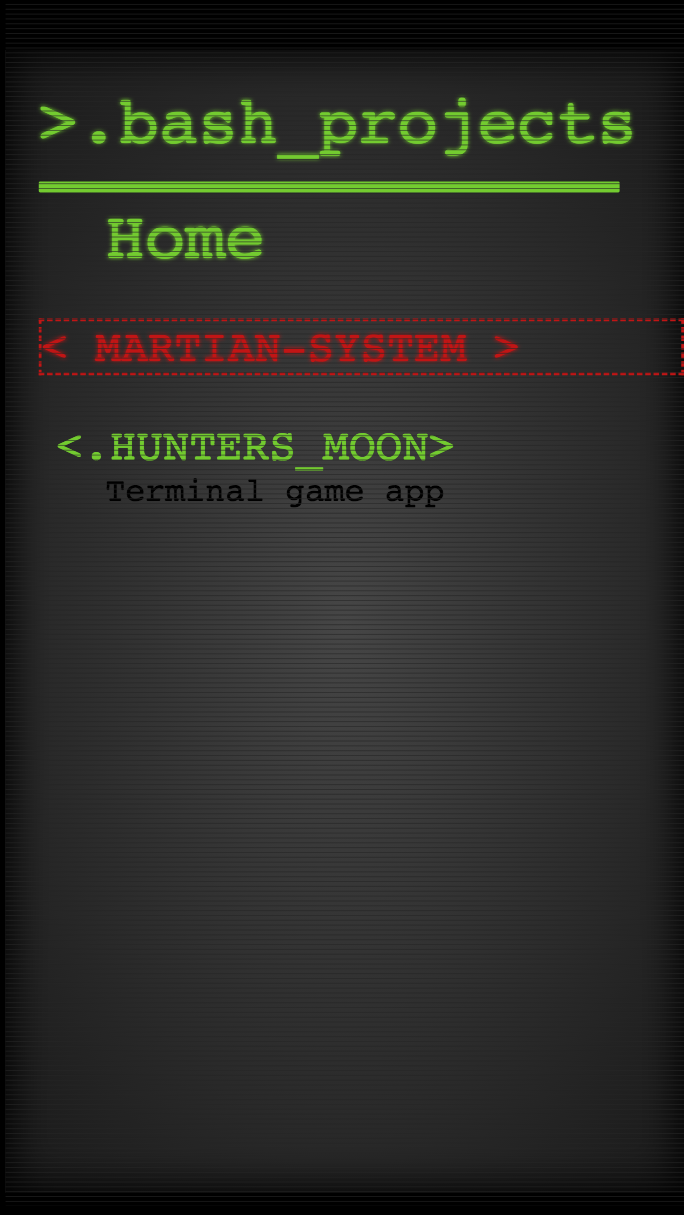 >.bash_projects
Home
< MARTIAN-SYSTEM >
<.HUNTERS_MOON>
Terminal game app